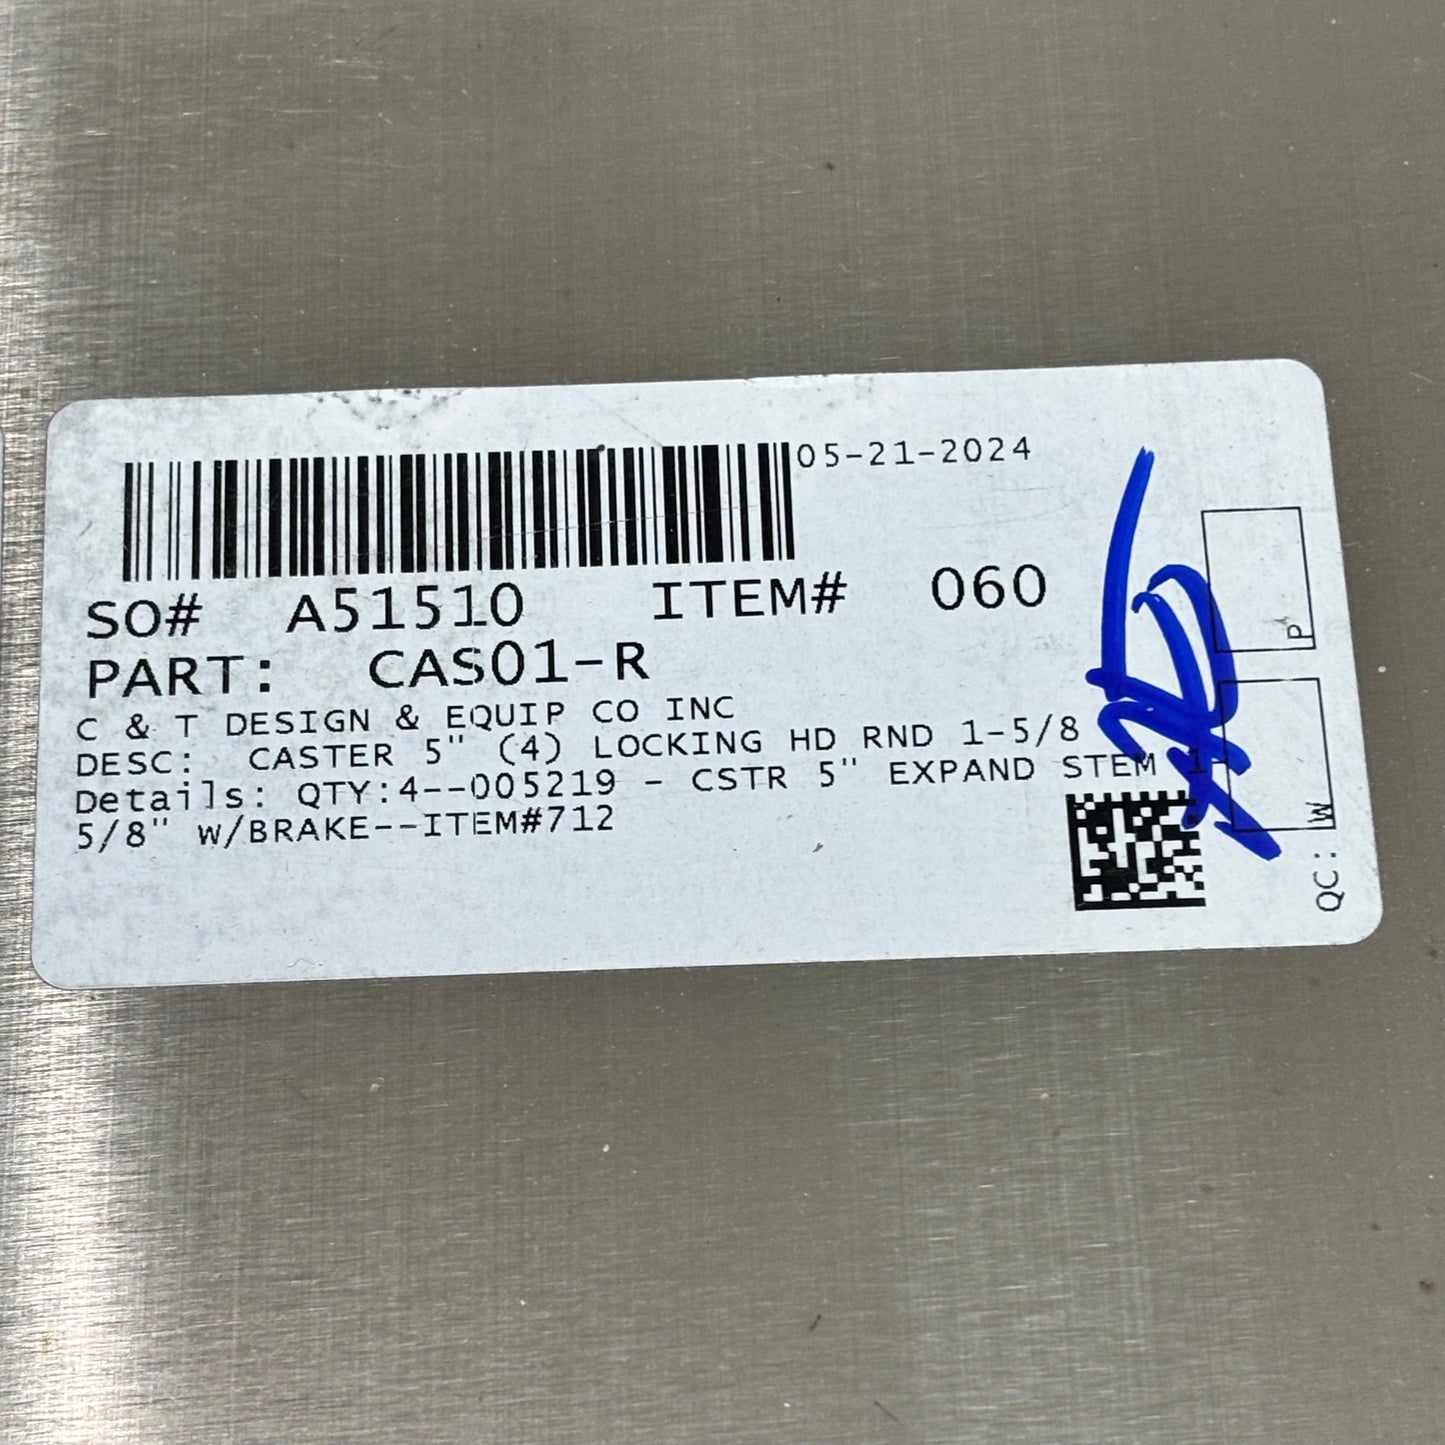 05-21-2024
SO# A51510 ITEM# 060
PART: CAS01-R
C & T DESIGN & EQUIP CO INC
DESC: CASTER 5" (4) LOCKING HD RND 1-5/8
Details: QTY:4--005219 - CSTR 5" EXPAND STEM 1
5/8" W/BRAKE--ITEM#712
QC: W P